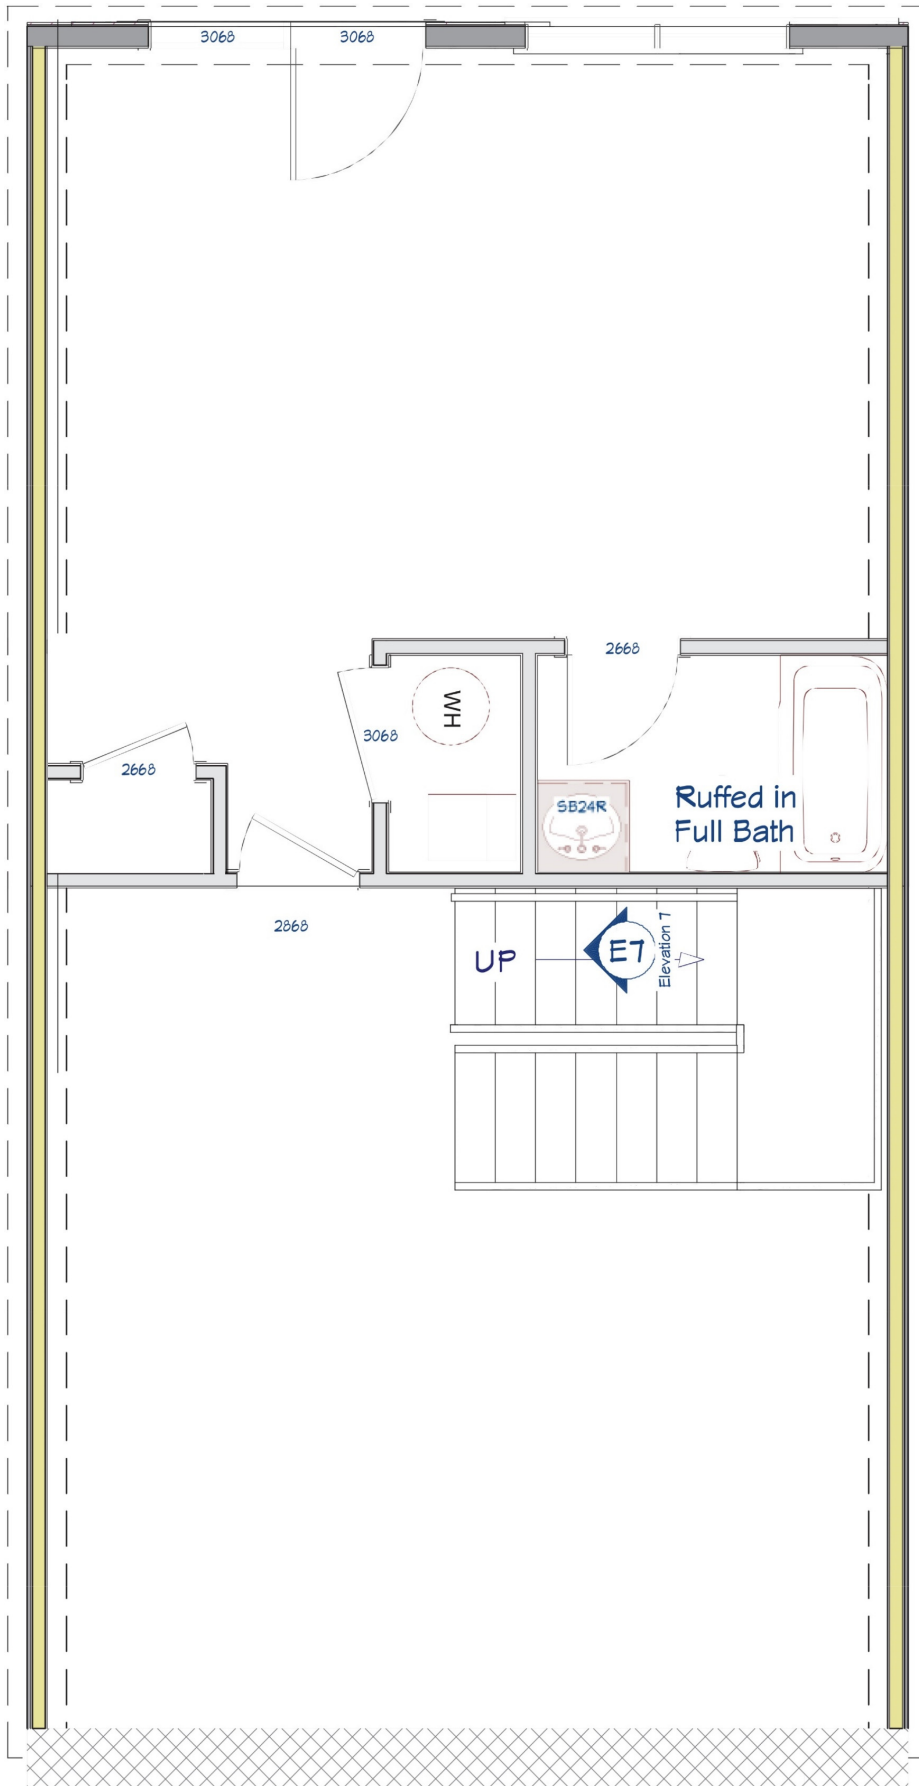 3068
3068
2668
WH
3068
2668
SB24R
Ruffed in
Full Bath
2868
UP
E7
Elevation 7